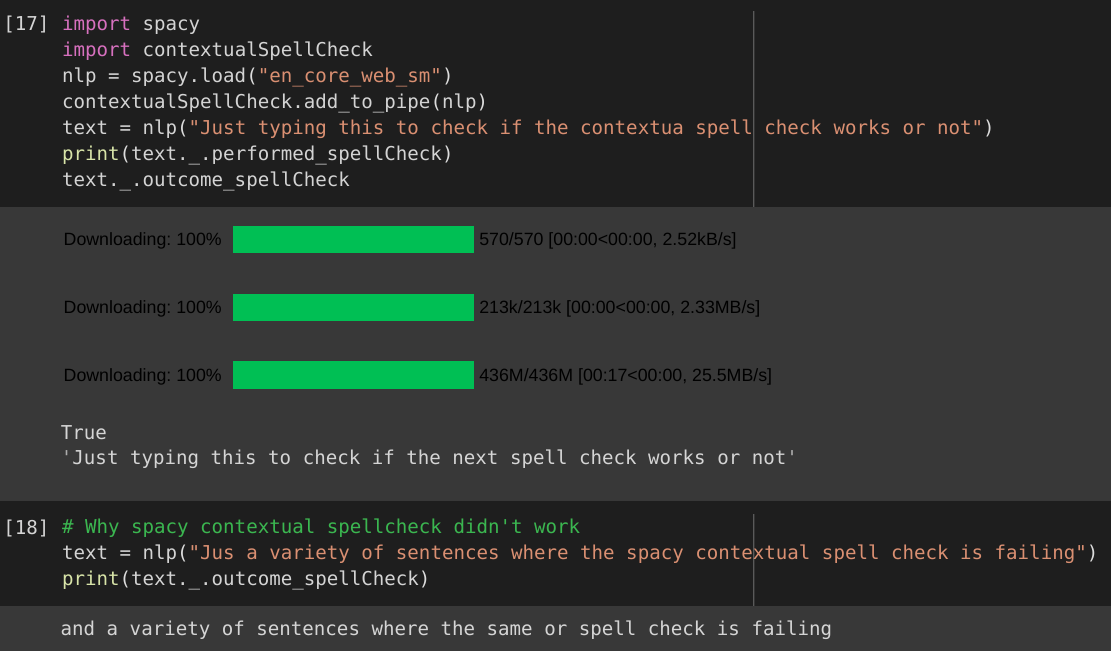 [17] import spacy
import contextualSpellCheck
nlp = spacy.load("en_core_web_sm")
contextualSpellCheck.add_to_pipe(nlp)
text = nlp("Just typing this to check if the contextua spell check works or not")
print(text._.performed_spellCheck)
text._.outcome_spellCheck
Downloading: 100% 570/570 [00:00<00:00, 2.52kB/s]
Downloading: 100% 213k/213k [00:00<00:00, 2.33MB/s]
Downloading: 100% 436M/436M [00:17<00:00, 25.5MB/s]
True
'Just typing this to check if the next spell check works or not'
[18] # Why spacy contextual spellcheck didn't work
text = nlp("Jus a variety of sentences where the spacy contextual spell check is failing")
print(text._.outcome_spellCheck)
and a variety of sentences where the same or spell check is failing